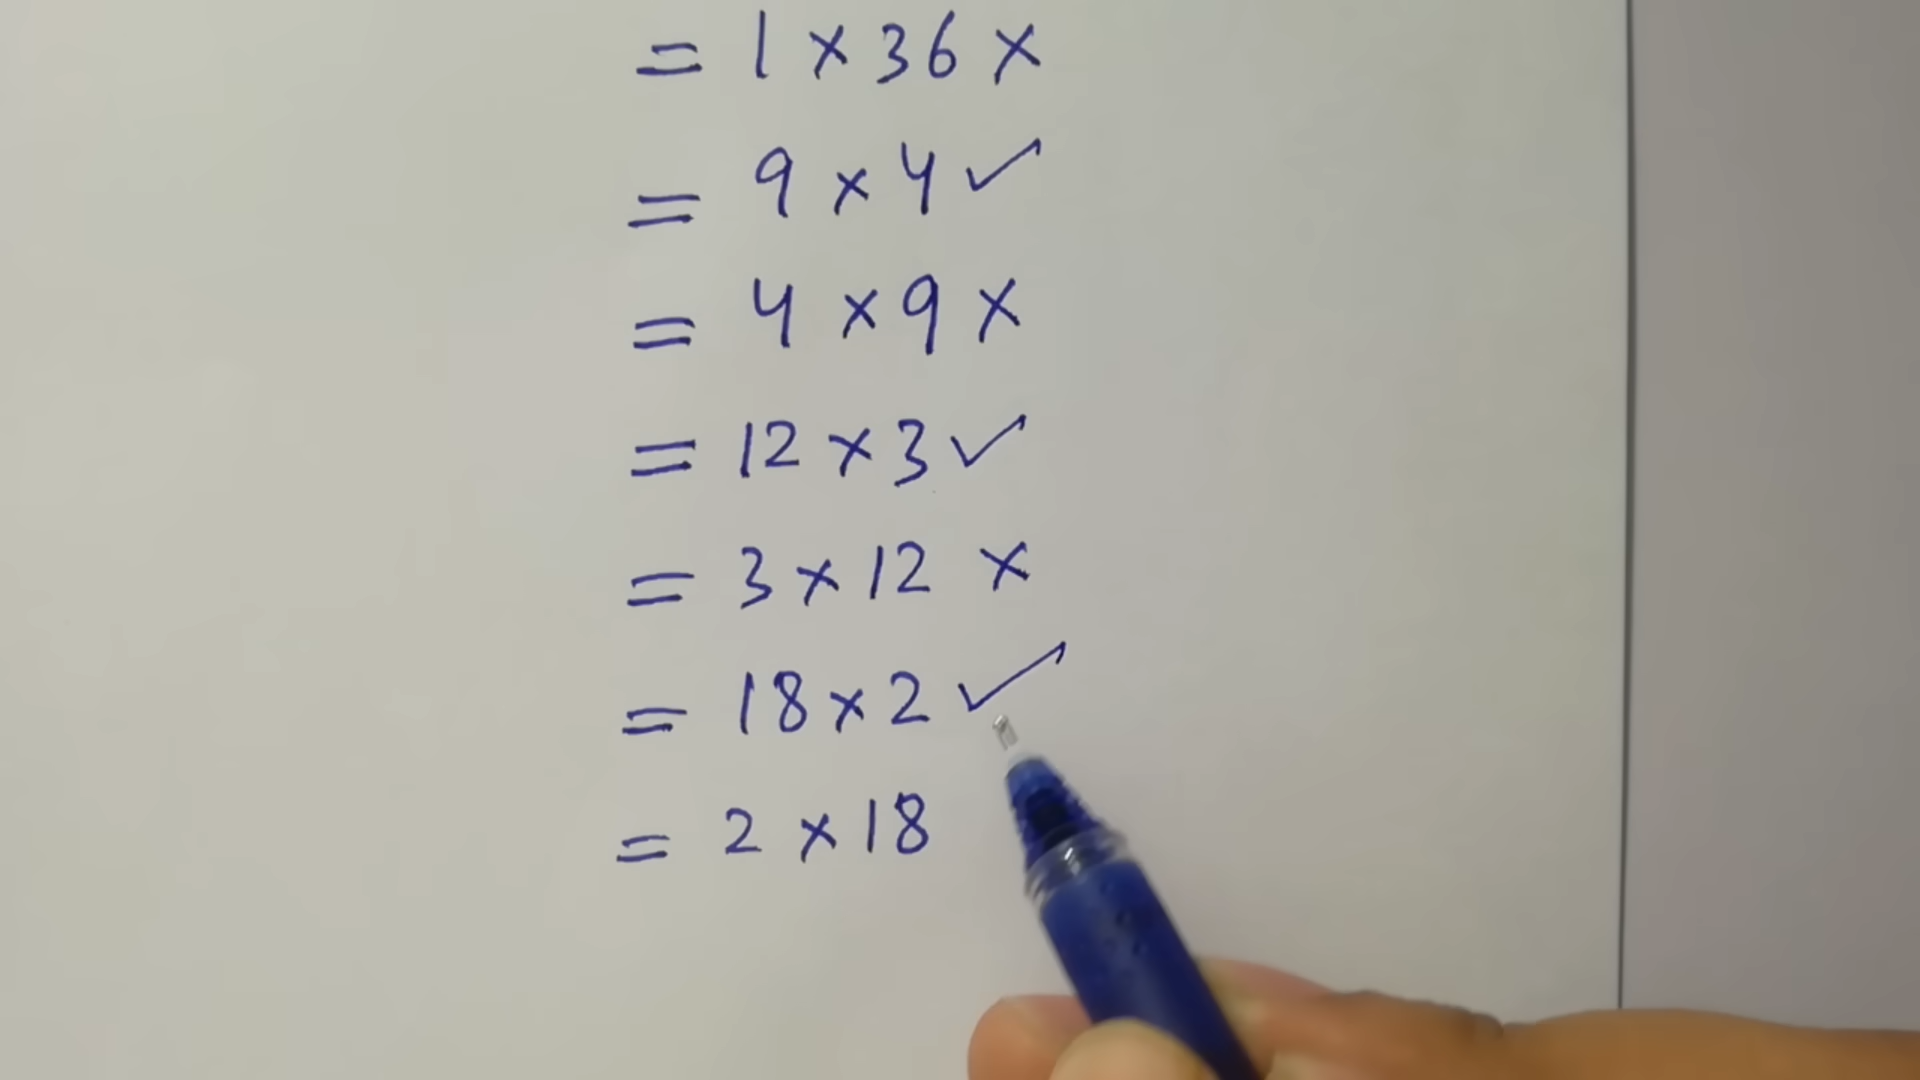 = 1 × 36 ×
= 9 × 4 ✓
= 4 × 9 ×
= 12 × 3 ✓
= 3 × 12 ×
= 18 × 2 ✓
= 2 × 18